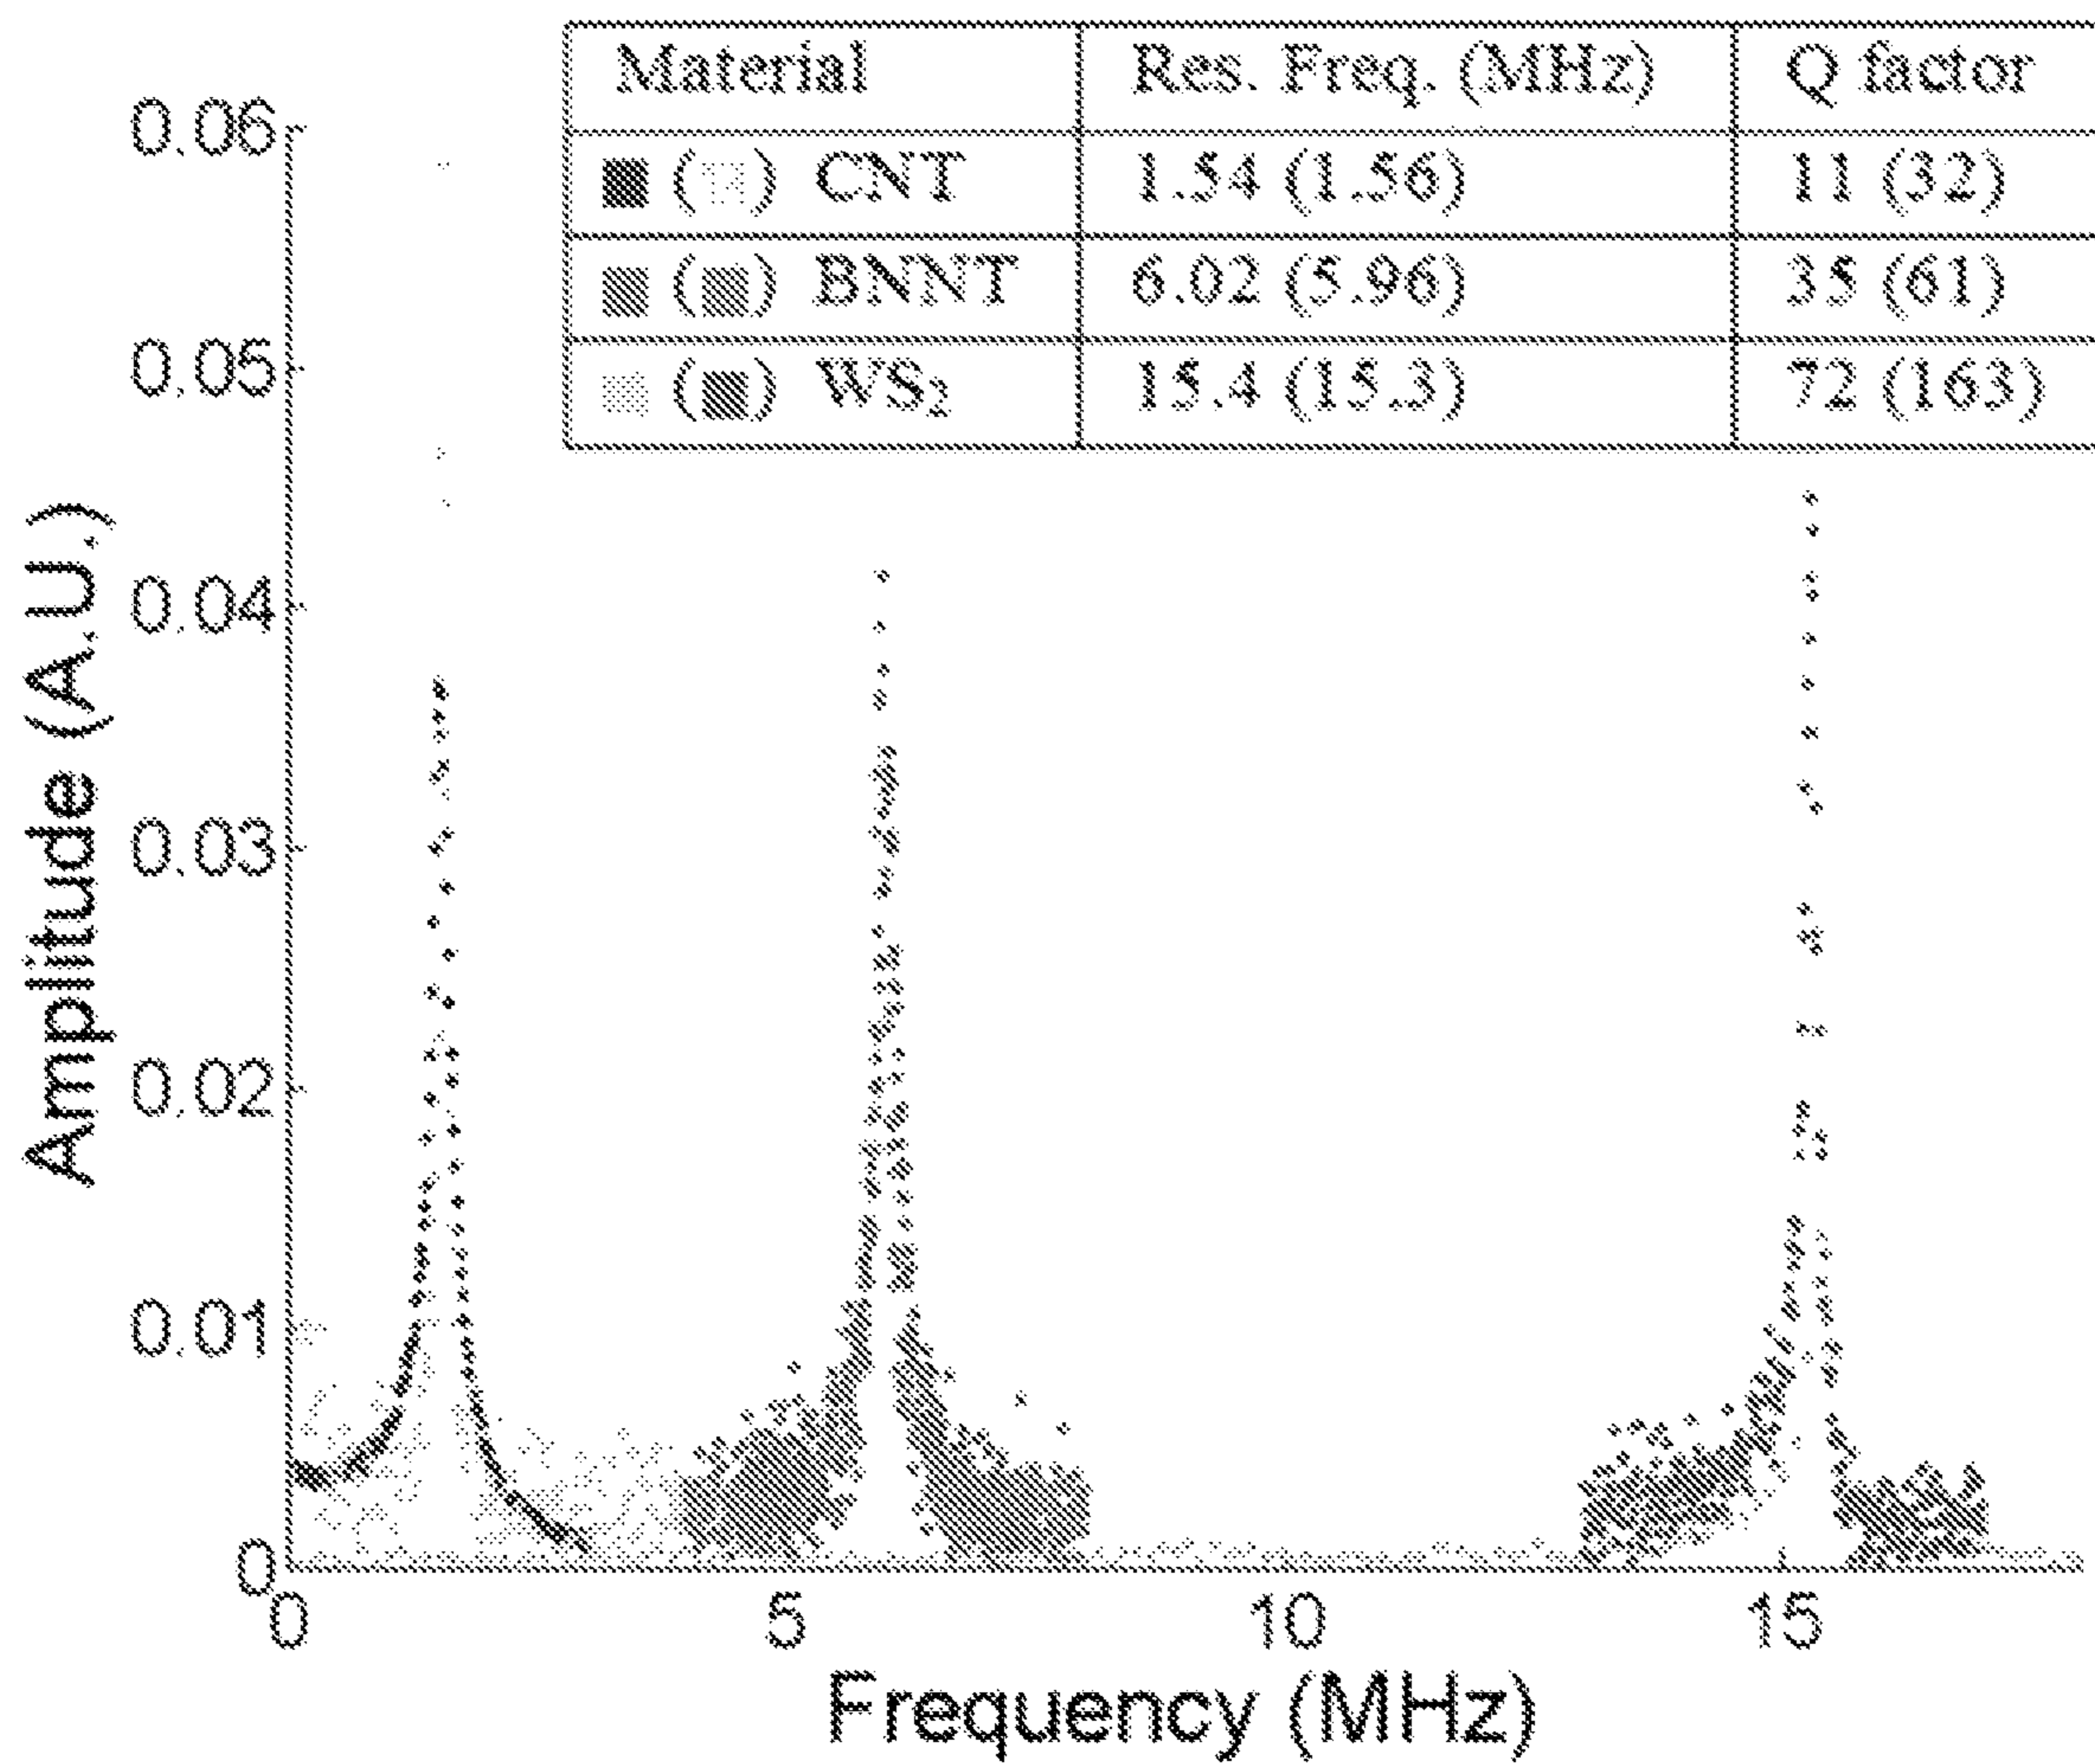 Material Res. Freq. (MHz) Q factor
( ) CNT 1.54 (1.56) 11 (32)
( ) BNNT 6.02 (5.96) 35 (61)
( ) WS₂ 15.4 (15.3) 72 (163)
Amplitude (A.U.)
0.06
0.05
0.04
0.03
0.02
0.01
0
0 5 10 15
Frequency (MHz)